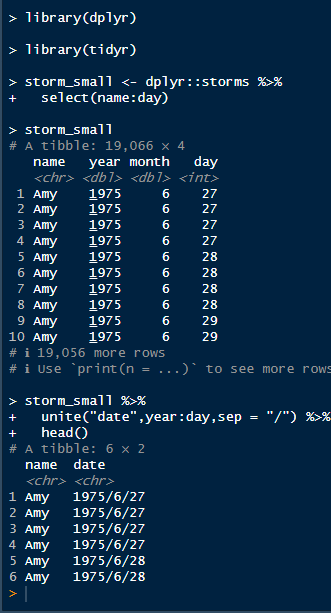 > library(dplyr)
> library(tidyr)
> storm_small <- dplyr::storms %>%
+   select(name:day)
> storm_small
# A tibble: 19,066 × 4
   name   year month   day
   <chr> <dbl> <dbl> <int>
 1 Amy    1975     6    27
 2 Amy    1975     6    27
 3 Amy    1975     6    27
 4 Amy    1975     6    27
 5 Amy    1975     6    28
 6 Amy    1975     6    28
 7 Amy    1975     6    28
 8 Amy    1975     6    28
 9 Amy    1975     6    29
10 Amy    1975     6    29
# ℹ 19,056 more rows
# ℹ Use `print(n = ...)` to see more rows
> storm_small %>%
+   unite("date",year:day,sep = "/") %>%
+   head()
# A tibble: 6 × 2
  name  date
  <chr> <chr>
1 Amy   1975/6/27
2 Amy   1975/6/27
3 Amy   1975/6/27
4 Amy   1975/6/27
5 Amy   1975/6/28
6 Amy   1975/6/28
>